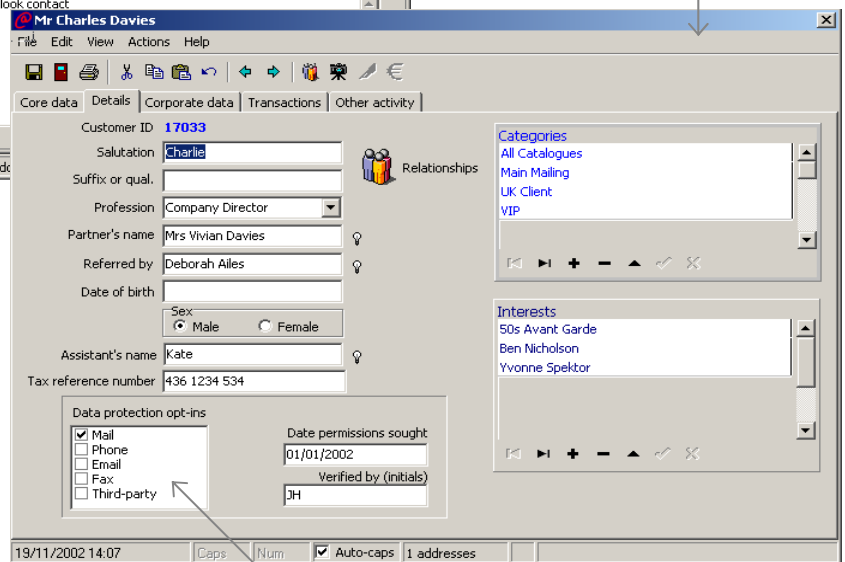 look contact
Mr Charles Davies
File Edit View Actions Help
Core data Details Corporate data Transactions Other activity
Customer ID 17033
Salutation Charlie
Suffix or qual.
Profession Company Director
Partner's name Mrs Vivian Davies
Referred by Deborah Ailes
Date of birth
Sex
Male Female
Assistant's name Kate
Tax reference number 436 1234 534
Relationships
Categories
All Catalogues
Main Mailing
UK Client
VIP
Interests
50s Avant Garde
Ben Nicholson
Yvonne Spektor
Data protection opt-ins
Mail
Phone
Email
Fax
Third-party
Date permissions sought
01/01/2002
Verified by (initials)
JH
19/11/2002 14:07 Caps Num Auto-caps 1 addresses